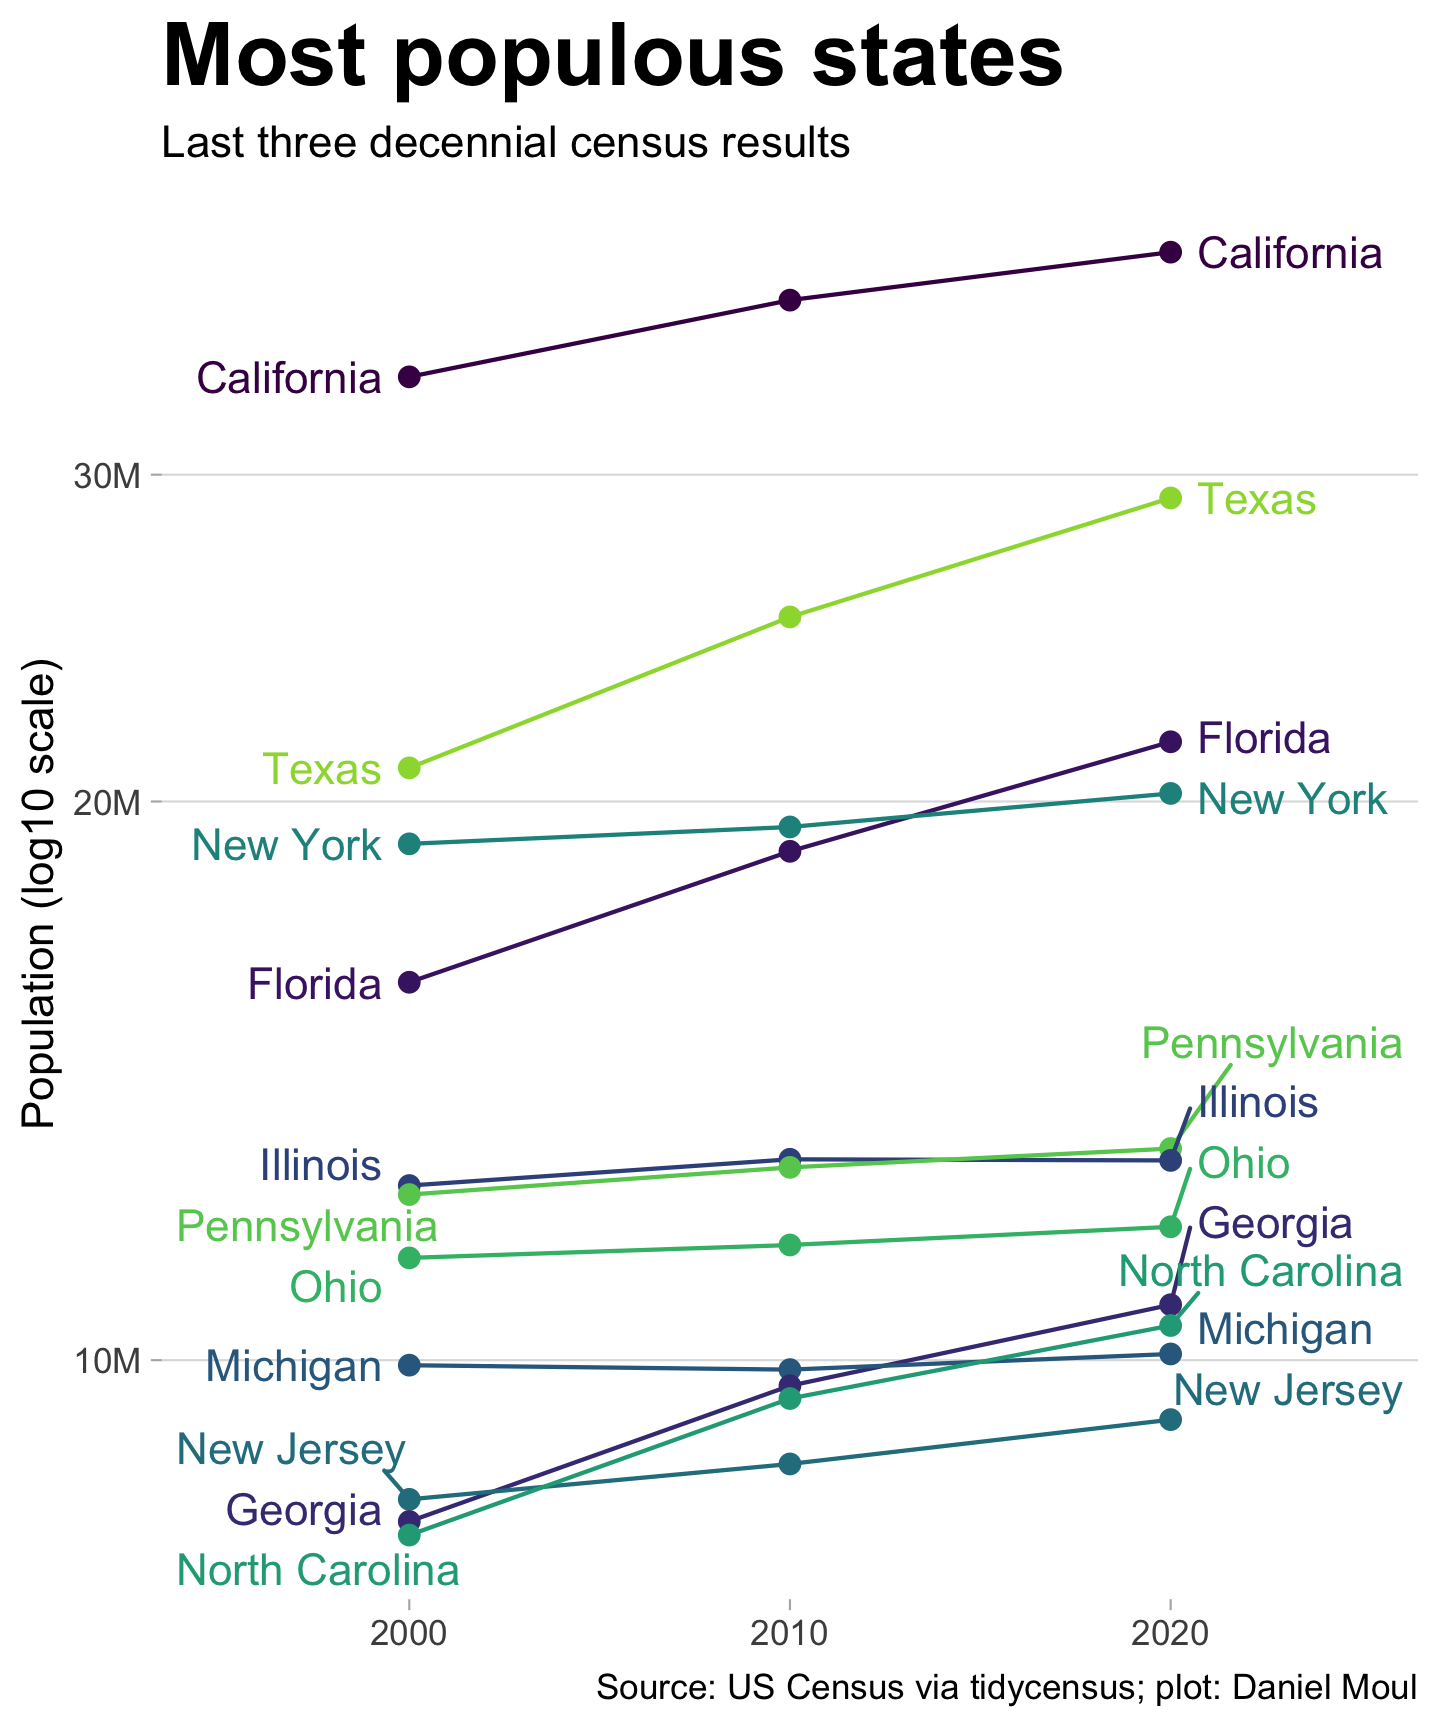 Most populous states
Last three decennial census results
California
California
30M
Texas
Texas
Florida
20M
New York
New York
Florida
Population (log10 scale)
Pennsylvania
Illinois
Illinois
Ohio
Pennsylvania
Georgia
Ohio
North Carolina
Michigan
10M
Michigan
New Jersey
New Jersey
Georgia
North Carolina
2000 2010 2020
Source: US Census via tidycensus; plot: Daniel Moul